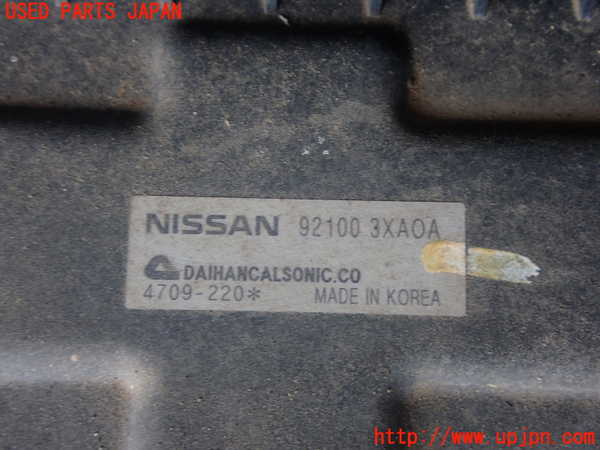 USED PARTS JAPAN
NISSAN 92100 3XA0A
DAIHANCALSONIC.CO
4709-220* MADE IN KOREA
http://www.upjpn.com/